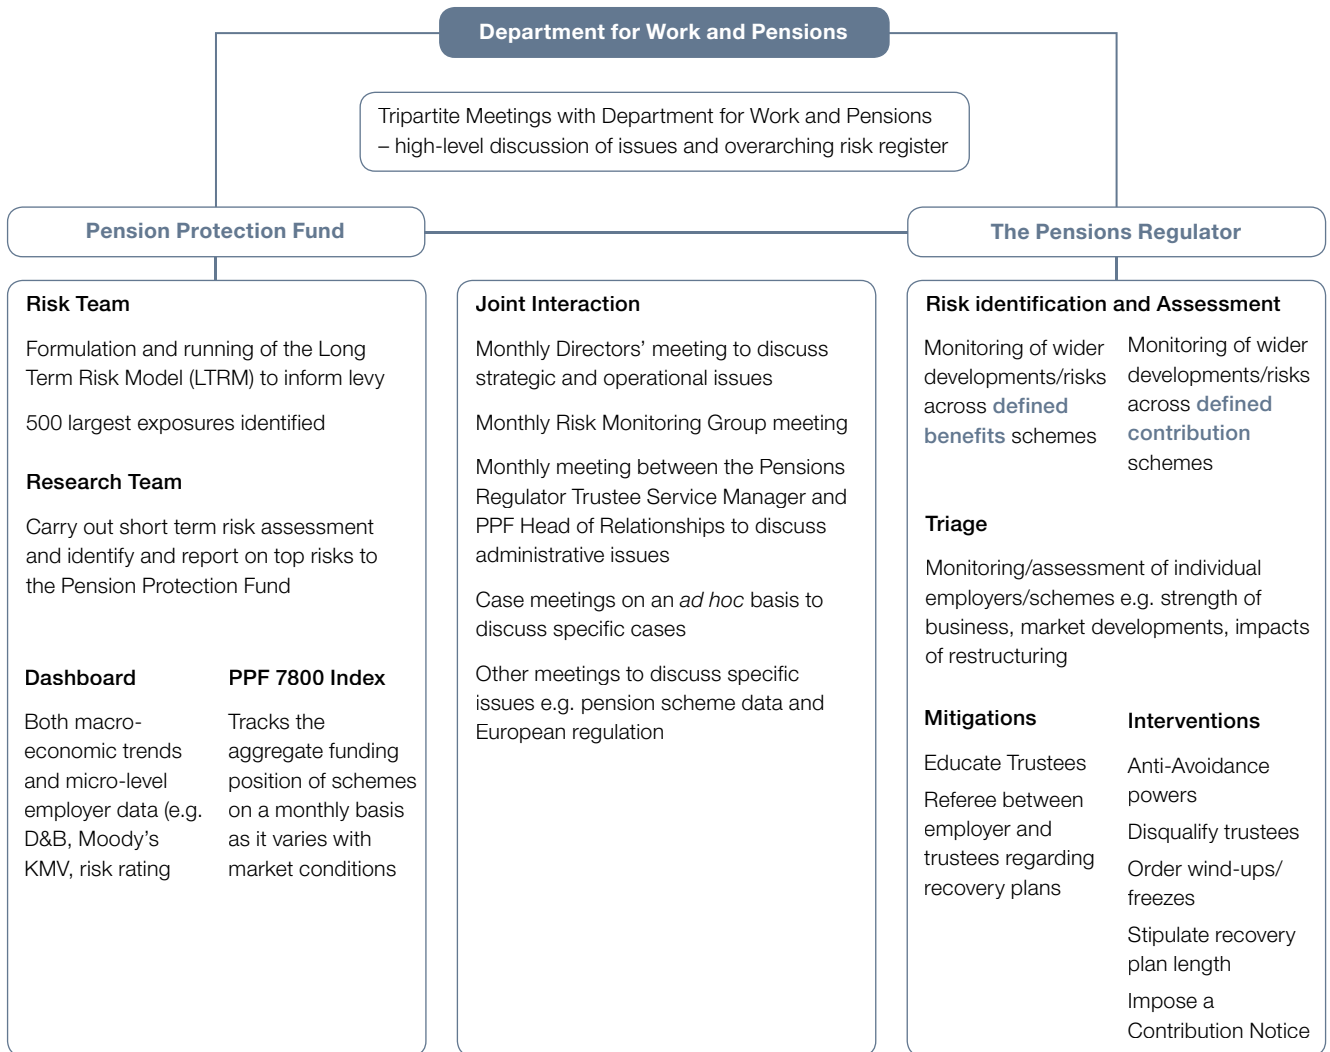 Department for Work and Pensions
Tripartite Meetings with Department for Work and Pensions
– high-level discussion of issues and overarching risk register
Pension Protection Fund
The Pensions Regulator
Risk Team
Formulation and running of the Long
Term Risk Model (LTRM) to inform levy
500 largest exposures identified
Research Team
Carry out short term risk assessment
and identify and report on top risks to
the Pension Protection Fund
Dashboard
Both macro-
economic trends
and micro-level
employer data (e.g.
D&B, Moody's
KMV, risk rating
PPF 7800 Index
Tracks the
aggregate funding
position of schemes
on a monthly basis
as it varies with
market conditions
Joint Interaction
Monthly Directors' meeting to discuss
strategic and operational issues
Monthly Risk Monitoring Group meeting
Monthly meeting between the Pensions
Regulator Trustee Service Manager and
PPF Head of Relationships to discuss
administrative issues
Case meetings on an ad hoc basis to
discuss specific cases
Other meetings to discuss specific
issues e.g. pension scheme data and
European regulation
Risk identification and Assessment
Monitoring of wider
developments/risks
across defined
benefits schemes
Monitoring of wider
developments/risks
across defined
contribution
schemes
Triage
Monitoring/assessment of individual
employers/schemes e.g. strength of
business, market developments, impacts
of restructuring
Mitigations
Educate Trustees
Referee between
employer and
trustees regarding
recovery plans
Interventions
Anti-Avoidance
powers
Disqualify trustees
Order wind-ups/
freezes
Stipulate recovery
plan length
Impose a
Contribution Notice